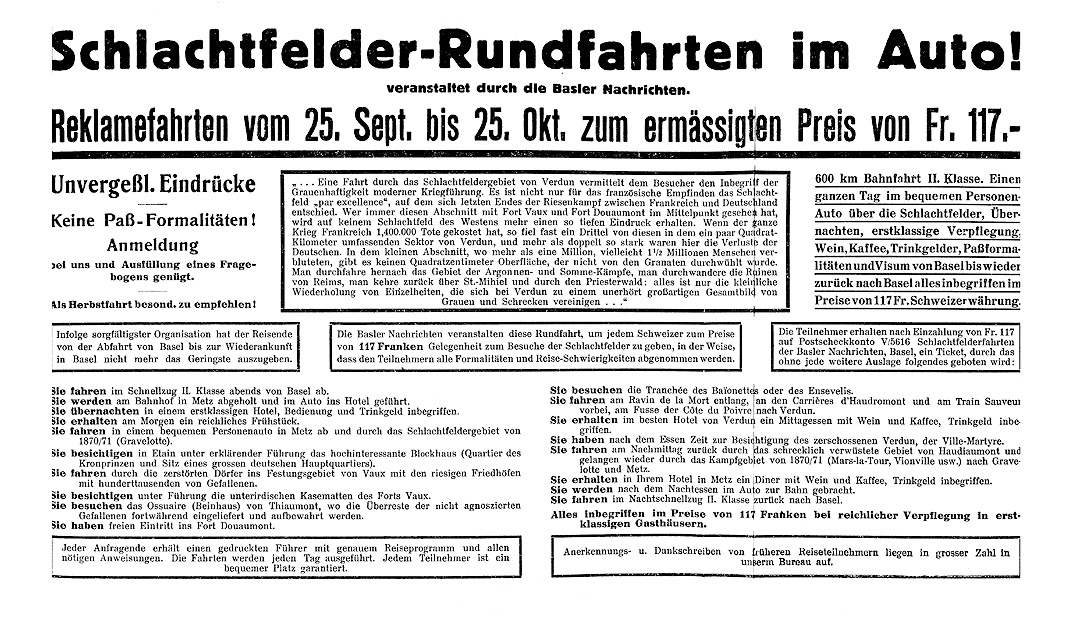 Schlachtfelder-Rundfahrten im Auto!
veranstaltet durch die Basler Nachrichten.
Reklamefahrten vom 25. Sept. bis 25. Okt. zum ermässigten Preis von Fr. 117.-
Unvergeßl. Eindrücke
Keine Paß-Formalitäten!
Anmeldung
bei uns und Ausfüllung eines Frage-
bogens genügt.
Als Herbstfahrt besond. zu empfehlen!
„ . . . Eine Fahrt durch das Schlachtfeldergebiet von Verdun vermittelt dem Besucher den Inbegriff der
Grauenhaftigkeit moderner Kriegführung. Es ist nicht nur für das französische Empfinden das Schlacht-
feld „par excellence", auf dem sich letzten Endes der Riesenkampf zwischen Frankreich und Deutschland
entschied. Wer immer diesen Abschnitt mit Fort Vaux und Fort Douaumont im Mittelpunkt gesehen hat,
wird auf keinem Schlachtfeld des Westens mehr einen so tiefen Eindruck erhalten. Wenn der ganze
Krieg Frankreich 1,400.000 Tote gekostet hat, so fiel fast ein Drittel von diesen in dem ein paar Quadrat-
Kilometer umfassenden Sektor von Verdun, und mehr als doppelt so stark waren hier die Verluste der
Deutschen. In dem kleinen Abschnitt, wo mehr als eine Million, vielleicht 1½ Millionen Menschen ver-
bluteten, gibt es keinen Quadratzentimeter Oberfläche, der nicht von den Granaten durchwühlt wurde.
Man durchfahre hernach das Gebiet der Argonnen- und Somme-Kämpfe, man durchwandere die Ruinen
von Reims, man kehre zurück über St.-Mihiel und durch den Priesterwald: alles ist nur die kleinliche
Wiederholung von Einzelheiten, die sich bei Verdun zu einem unerhört großartigen Gesamtbild von
Grauen und Schrecken vereinigen . . ."
600 km Bahnfahrt II. Klasse. Einen
ganzen Tag im bequemen Personen-
Auto über die Schlachtfelder, Über-
nachten, erstklassige Verpflegung,
Wein, Kaffee, Trinkgelder, Paßforma-
litäten und Visum von Basel bis wieder
zurück nach Basel alles inbegriffen im
Preise von 117 Fr. Schweizerwährung.
Infolge sorgfältigster Organisation hat der Reisende
von der Abfahrt von Basel bis zur Wiederankunft
in Basel nicht mehr das Geringste auszugeben.
Die Basler Nachrichten veranstalten diese Rundfahrt, um jedem Schweizer zum Preise
von 117 Franken Gelegenheit zum Besuche der Schlachtfelder zu geben, in der Weise,
dass den Teilnehmern alle Formalitäten und Reise-Schwierigkeiten abgenommen werden.
Die Teilnehmer erhalten nach Einzahlung von Fr. 117
auf Postscheckkonto V/5616 Schlachtfelderfahrten
der Basler Nachrichten, Basel, ein Ticket, durch das
ohne jede weitere Auslage folgendes geboten wird:
Sie fahren im Schnellzug II. Klasse abends von Basel ab.
Sie werden am Bahnhof in Metz abgeholt und im Auto ins Hotel geführt.
Sie übernachten in einem erstklassigen Hotel, Bedienung und Trinkgeld inbegriffen.
Sie erhalten am Morgen ein reichliches Frühstück.
Sie fahren in einem bequemen Personenauto in Metz ab und durch das Schlachtfeldergebiet von
1870/71 (Gravelotte).
Sie besichtigen in Etain unter erklärender Führung das hochinteressante Blockhaus (Quartier des
Kronprinzen und Sitz eines grossen deutschen Hauptquartiers).
Sie fahren durch die zerstörten Dörfer ins Festungsgebiet von Vaux mit den riesigen Friedhöfen
mit hunderttausenden von Gefallenen.
Sie besichtigen unter Führung die unterirdischen Kasematten des Forts Vaux.
Sie besuchen das Ossuaire (Beinhaus) von Thiaumont, wo die Überreste der nicht agnoszierten
Gefallenen fortwährend eingeliefert und aufbewahrt werden.
Sie haben freien Eintritt ins Fort Douaumont.
Sie besuchen die Tranchée des Baïonettes oder des Ensevelis.
Sie fahren am Ravin de la Mort entlang, an den Carrières d'Haudromont und am Train Sauveur
vorbei, am Fusse der Côte du Poivre nach Verdun.
Sie erhalten im besten Hotel von Verdun ein Mittagessen mit Wein und Kaffee, Trinkgeld inbe-
griffen.
Sie haben nach dem Essen Zeit zur Besichtigung des zerschossenen Verdun, der Ville-Martyre.
Sie fahren am Nachmittag zurück durch das schrecklich verwüstete Gebiet von Haudiaumont und
gelangen wieder durch das Kampfgebiet von 1870/71 (Mars-la-Tour, Vionville usw.) nach Grave-
lotte und Metz.
Sie erhalten in Ihrem Hotel in Metz ein Diner mit Wein und Kaffee, Trinkgeld inbegriffen.
Sie werden nach dem Nachtessen im Auto zur Bahn gebracht.
Sie fahren im Nachtschnellzug II. Klasse zurück nach Basel.
Alles inbegriffen im Preise von 117 Franken bei reichlicher Verpflegung in erst-
klassigen Gasthäusern.
Jeder Anfragende erhält einen gedruckten Führer mit genauem Reiseprogramm und allen
nötigen Anweisungen. Die Fahrten werden jeden Tag ausgeführt. Jedem Teilnehmer ist ein
bequemer Platz garantiert.
Anerkennungs- u. Dankschreiben von früheren Reiseteilnehmern liegen in grosser Zahl in
unserm Bureau auf.